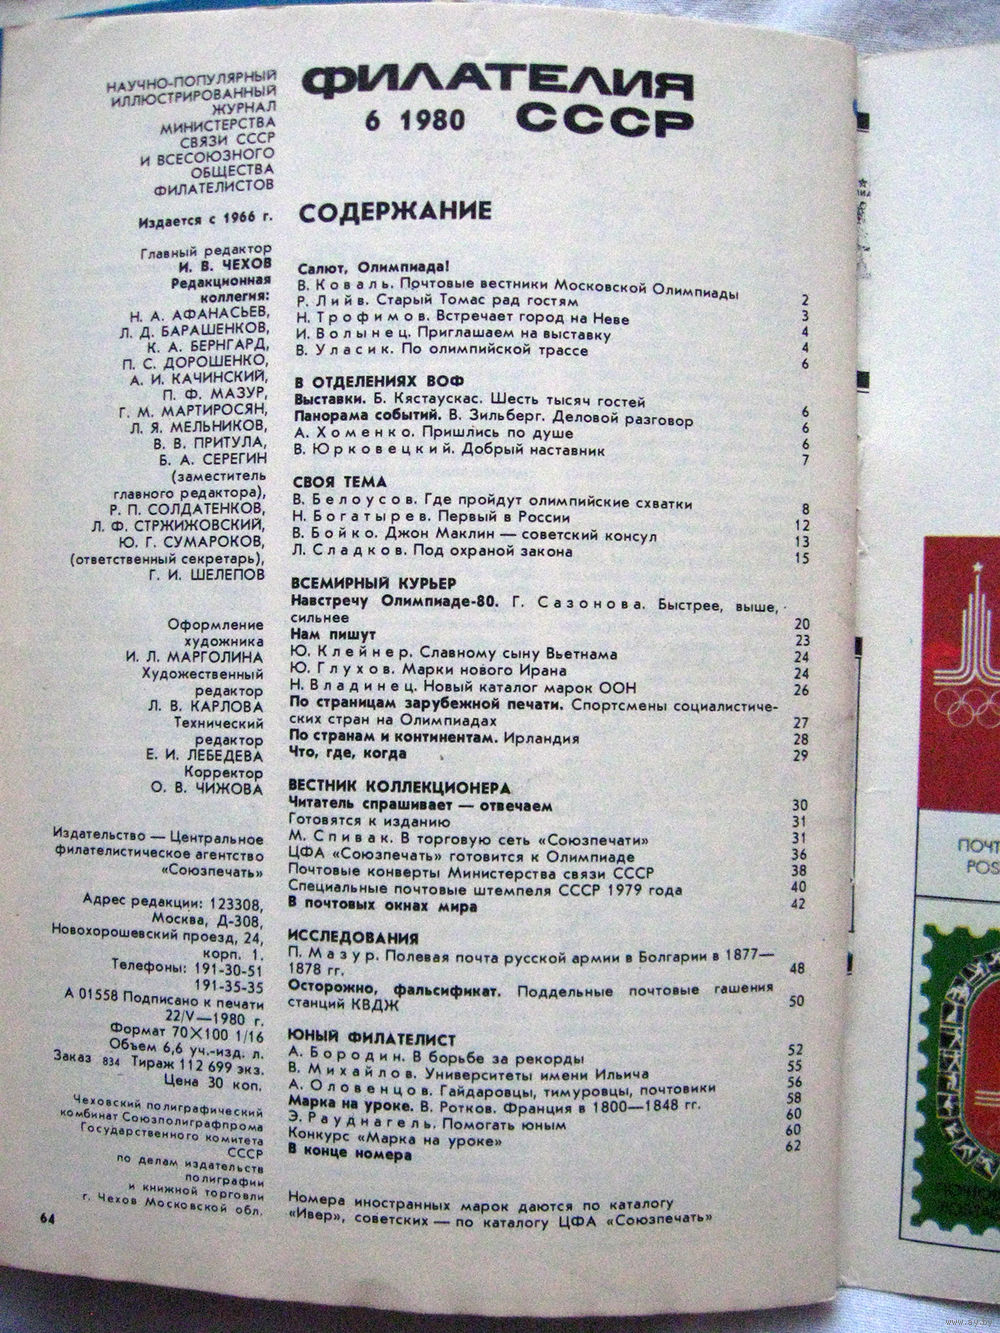 НАУЧНО-ПОПУЛЯРНЫЙ
ИЛЛЮСТРИРОВАННЫЙ
ЖУРНАЛ
МИНИСТЕРСТВА
СВЯЗИ СССР
И ВСЕСОЮЗНОГО
ОБЩЕСТВА
ФИЛАТЕЛИСТОВ
Издается с 1966 г.
Главный редактор
И. В. ЧЕХОВ
Редакционная
коллегия:
Н. А. АФАНАСЬЕВ,
Л. Д. БАРАШЕНКОВ,
К. А. БЕРНГАРД,
П. С. ДОРОШЕНКО,
А. И. КАЧИНСКИЙ,
П. Ф. МАЗУР,
Г. М. МАРТИРОСЯН,
Л. Я. МЕЛЬНИКОВ,
В. В. ПРИТУЛА,
Б. А. СЕРЕГИН
(заместитель
главного редактора),
Р. П. СОЛДАТЕНКОВ,
Л. Ф. СТРЖИЖОВСКИЙ,
Ю. Г. СУМАРОКОВ,
(ответственный секретарь),
Г. И. ШЕЛЕПОВ
Оформление
художника
И. Л. МАРГОЛИНА
Художественный
редактор
Л. В. КАРЛОВА
Технический
редактор
Е. И. ЛЕБЕДЕВА
Корректор
О. В. ЧИЖОВА
Издательство — Центральное
филателистическое агентство
«Союзпечать»
Адрес редакции: 123308,
Москва, Д-308,
Новохорошевский проезд, 24,
корп. 1.
Телефоны: 191-30-51
191-35-35
А 01558 Подписано к печати
22/V—1980 г.
Формат 70×100 1/16
Объем 6,6 уч.-изд. л.
Заказ 834 Тираж 112 699 экз.
Цена 30 коп.
Чеховский полиграфический
комбинат Союзполиграфпрома
Государственного комитета
СССР
по делам издательств
полиграфии
и книжной торговли
г. Чехов Московской обл.
64
ФИЛАТЕЛИЯ
6 1980 СССР
СОДЕРЖАНИЕ
Салют, Олимпиада!
В. Коваль. Почтовые вестники Московской Олимпиады 2
Р. Лийв. Старый Томас рад гостям 3
Н. Трофимов. Встречает город на Неве 4
И. Волынец. Приглашаем на выставку 4
В. Уласик. По олимпийской трассе 6
В ОТДЕЛЕНИЯХ ВОФ
Выставки. Б. Кястаускас. Шесть тысяч гостей 6
Панорама событий. В. Зильберг. Деловой разговор 6
А. Хоменко. Пришлись по душе 6
В. Юрковецкий. Добрый наставник 7
СВОЯ ТЕМА
В. Белоусов. Где пройдут олимпийские схватки 8
Н. Богатырев. Первый в России 12
В. Бойко. Джон Маклин — советский консул 13
Л. Сладков. Под охраной закона 15
ВСЕМИРНЫЙ КУРЬЕР
Навстречу Олимпиаде-80. Г. Сазонова. Быстрее, выше,
сильнее 20
Нам пишут 23
Ю. Клейнер. Славному сыну Вьетнама 24
Ю. Глухов. Марки нового Ирана 24
Н. Владинец. Новый каталог марок ООН 26
По страницам зарубежной печати. Спортсмены социалистиче-
ских стран на Олимпиадах 27
По странам и континентам. Ирландия 28
Что, где, когда 29
ВЕСТНИК КОЛЛЕКЦИОНЕРА
Читатель спрашивает — отвечаем 30
Готовятся к изданию 31
М. Спивак. В торговую сеть «Союзпечати» 31
ЦФА «Союзпечать» готовится к Олимпиаде 36
Почтовые конверты Министерства связи СССР 38
Специальные почтовые штемпеля СССР 1979 года 40
В почтовых окнах мира 42
ИССЛЕДОВАНИЯ
П. Мазур. Полевая почта русской армии в Болгарии в 1877—
1878 гг. 48
Осторожно, фальсификат. Поддельные почтовые гашения
станций КВДЖ 50
ЮНЫЙ ФИЛАТЕЛИСТ
А. Бородин. В борьбе за рекорды 52
В. Михайлов. Университеты имени Ильича 55
А. Оловенцов. Гайдаровцы, тимуровцы, почтовики 56
Марка на уроке. В. Ротков. Франция в 1800—1848 гг. 58
Э. Рауднагель. Помогать юным 60
Конкурс «Марка на уроке» 60
В конце номера 62
Номера иностранных марок даются по каталогу
«Ивер», советских — по каталогу ЦФА «Союзпечать»
ПОЧТ
POS
www.ay.by